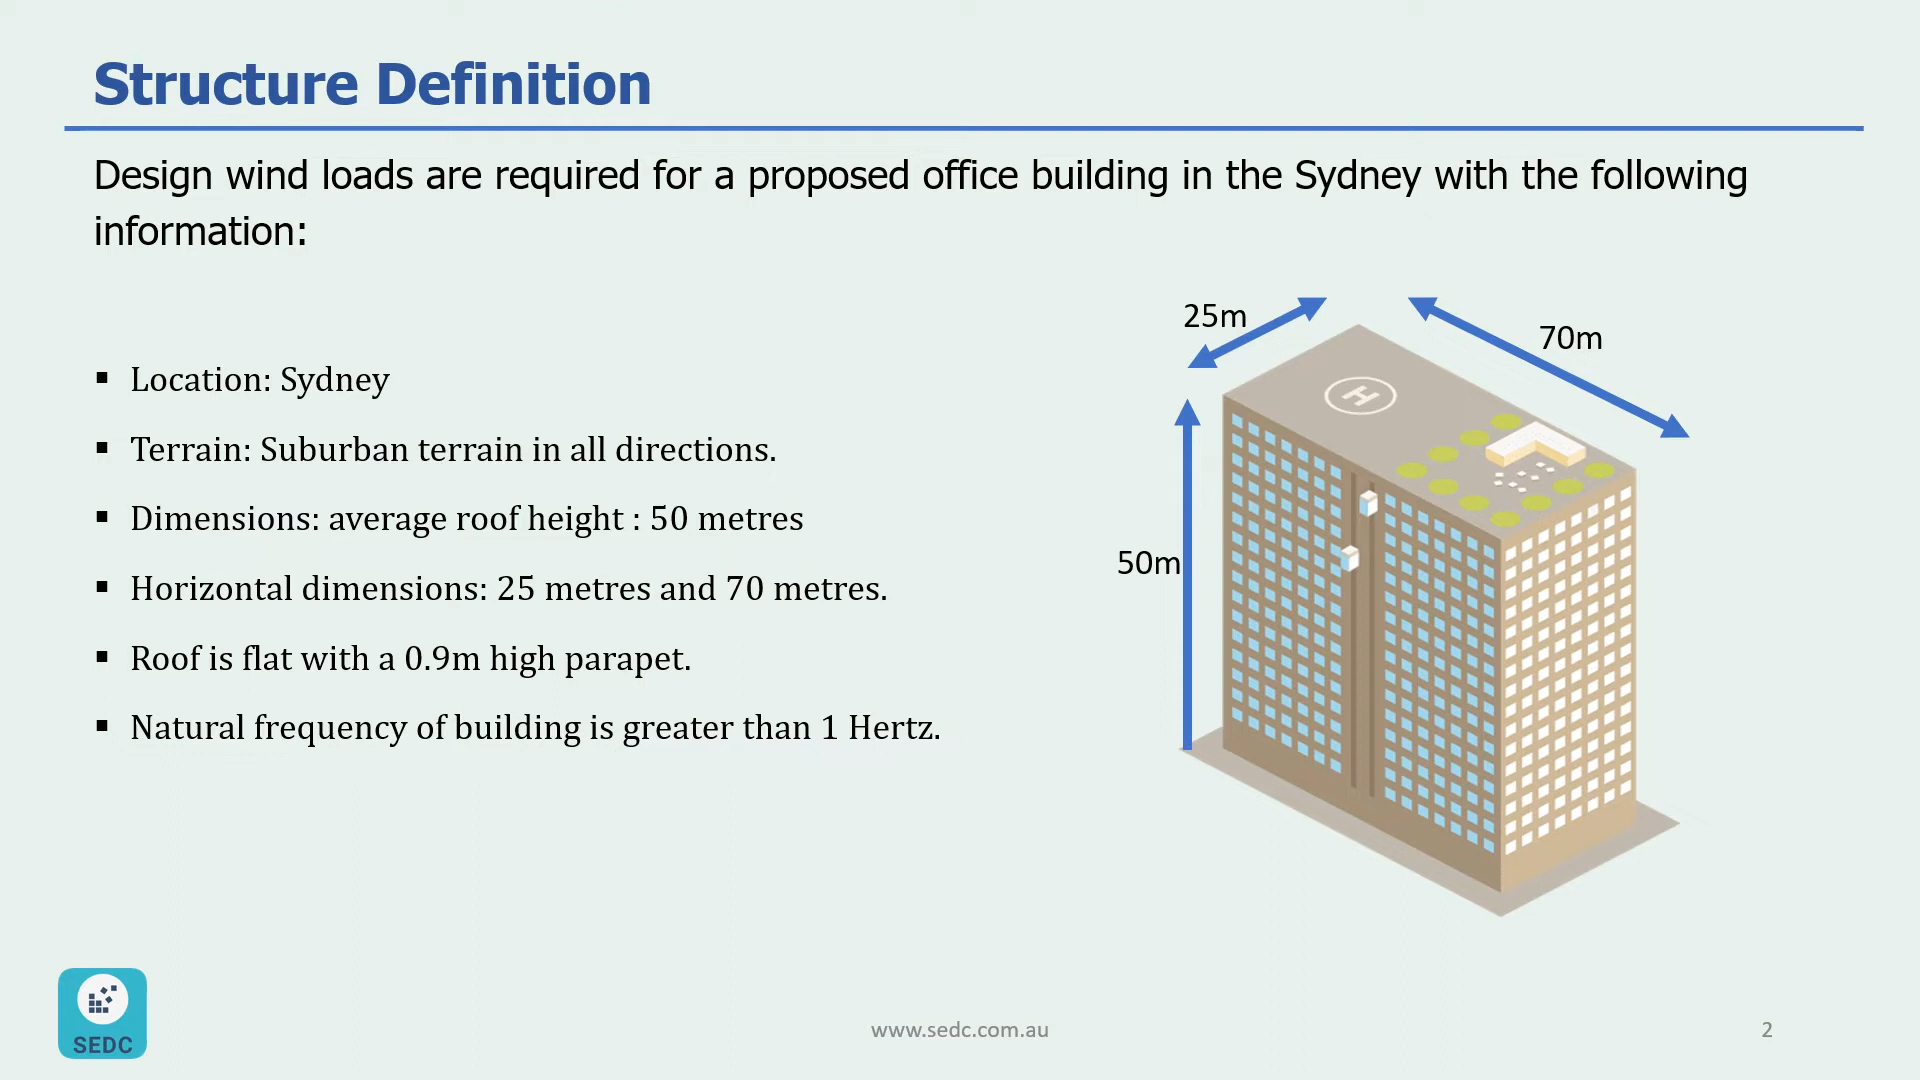 Structure Definition
Design wind loads are required for a proposed office building in the Sydney with the following
information:
25m
70m
▪ Location: Sydney
▪ Terrain: Suburban terrain in all directions.
▪ Dimensions: average roof height : 50 metres
50m
▪ Horizontal dimensions: 25 metres and 70 metres.
▪ Roof is flat with a 0.9m high parapet.
▪ Natural frequency of building is greater than 1 Hertz.
H
SEDC
www.sedc.com.au
2